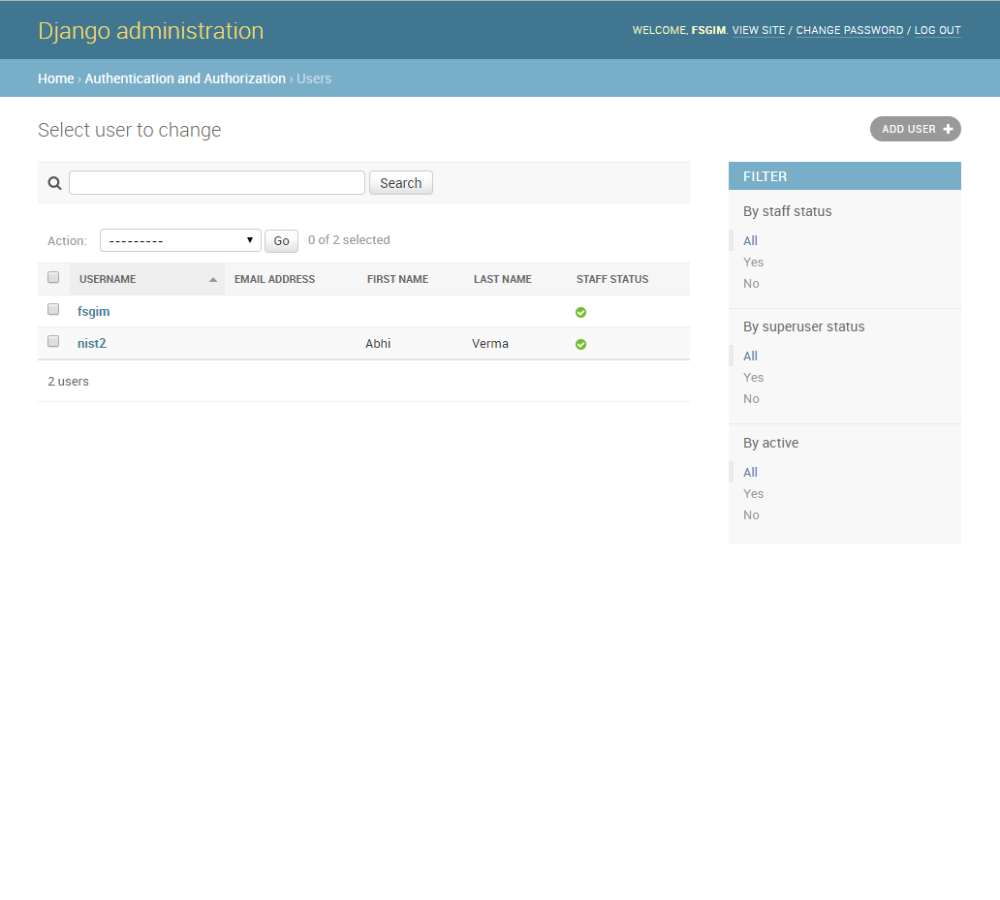 Django administration
WELCOME, FSGIM. VIEW SITE / CHANGE PASSWORD / LOG OUT
Home › Authentication and Authorization › Users
Select user to change
ADD USER +
Search
Action: --------- Go 0 of 2 selected
USERNAME EMAIL ADDRESS FIRST NAME LAST NAME STAFF STATUS
fsgim
nist2 Abhi Verma
2 users
FILTER
By staff status
All
Yes
No
By superuser status
All
Yes
No
By active
All
Yes
No